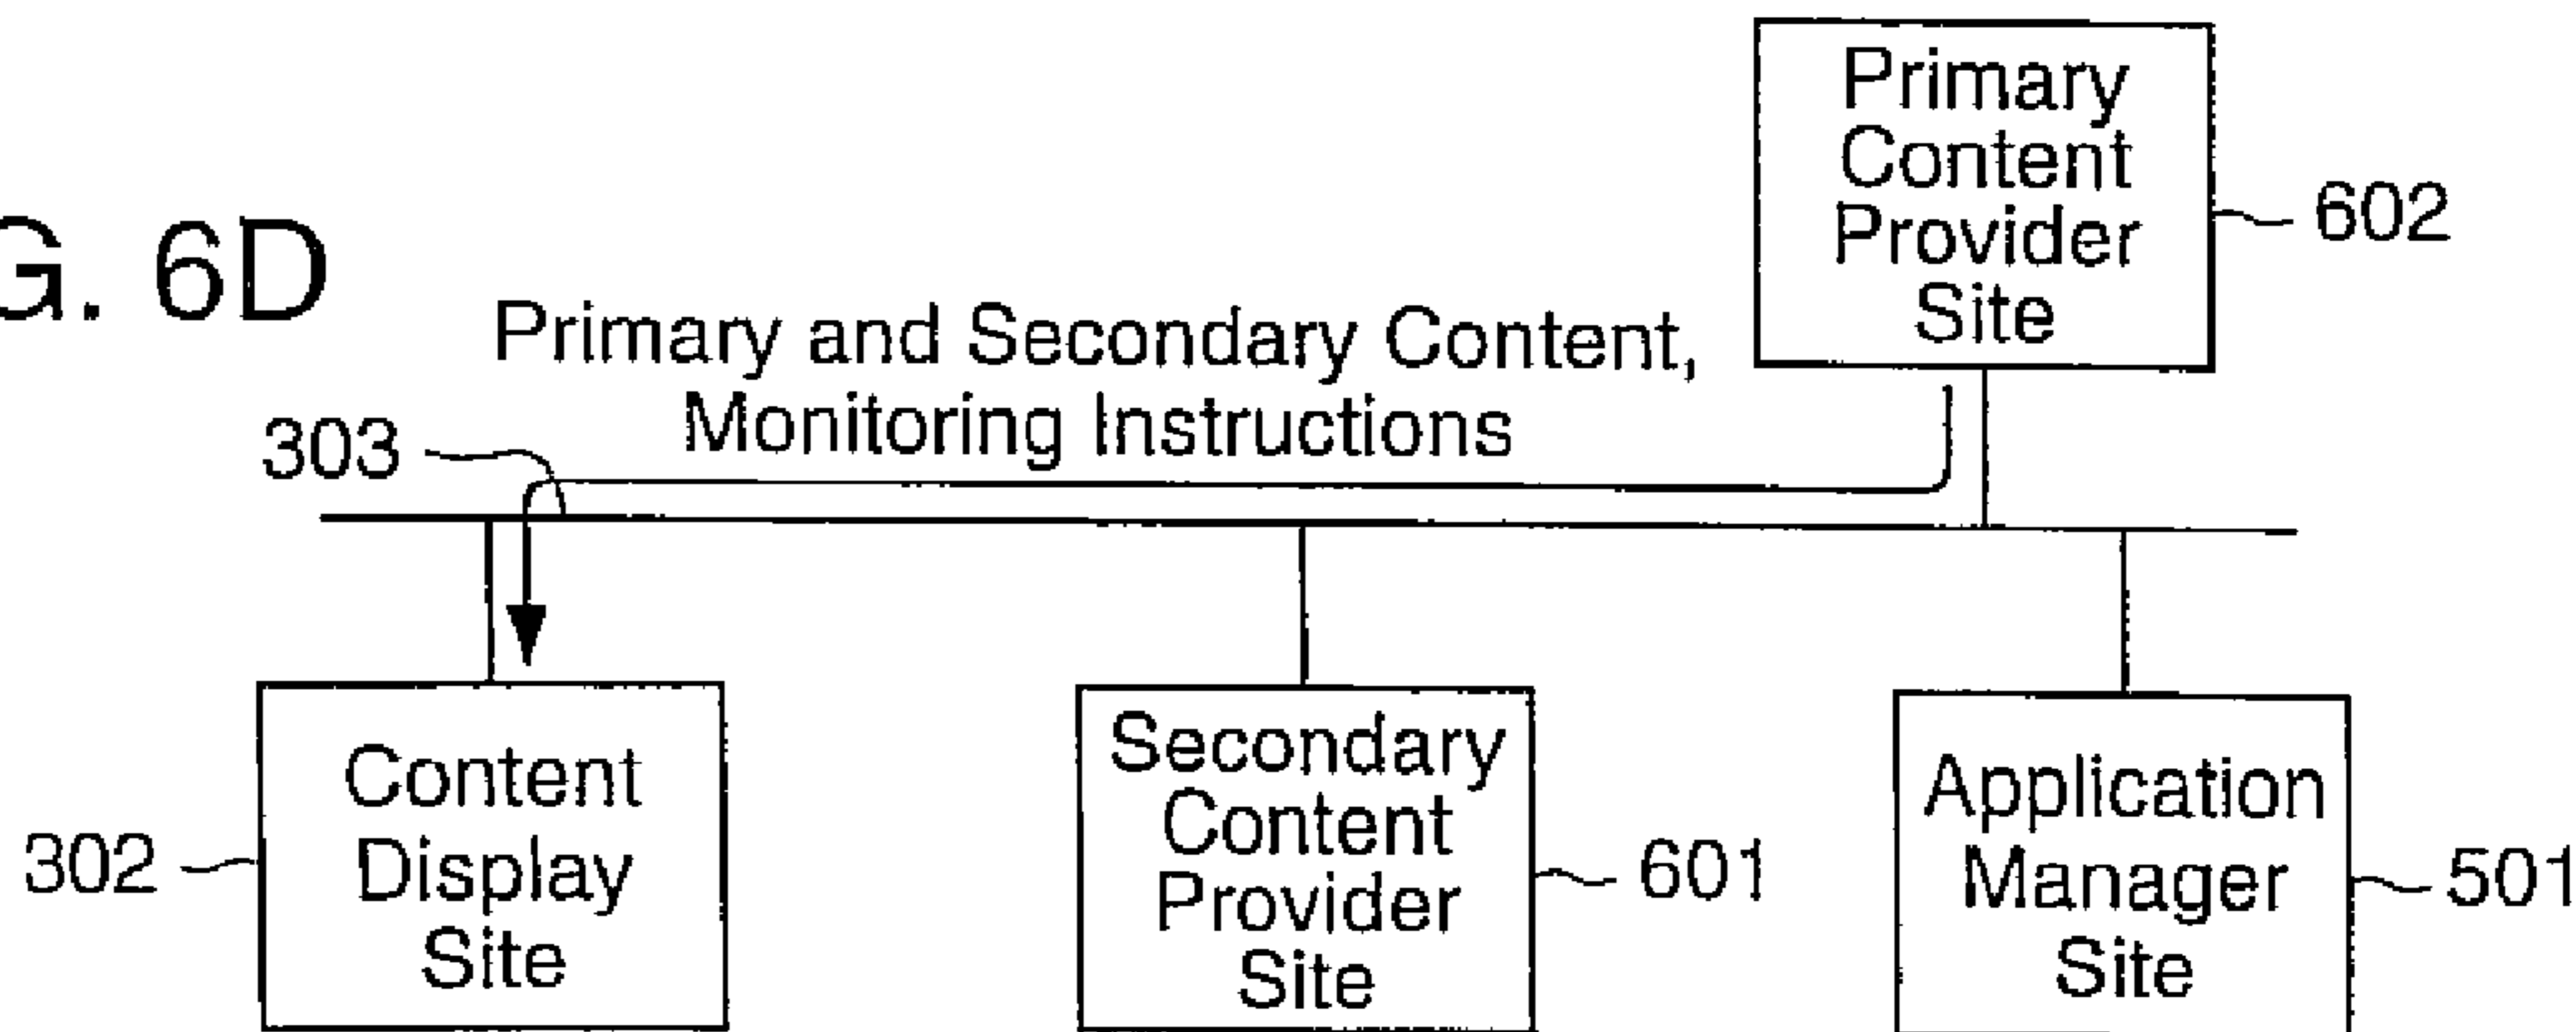 G. 6D
Primary
Content
Provider
Site
602
Primary and Secondary Content,
Monitoring Instructions
303
Content
Display
Site
302
Secondary
Content
Provider
Site
601
Application
Manager
Site
501